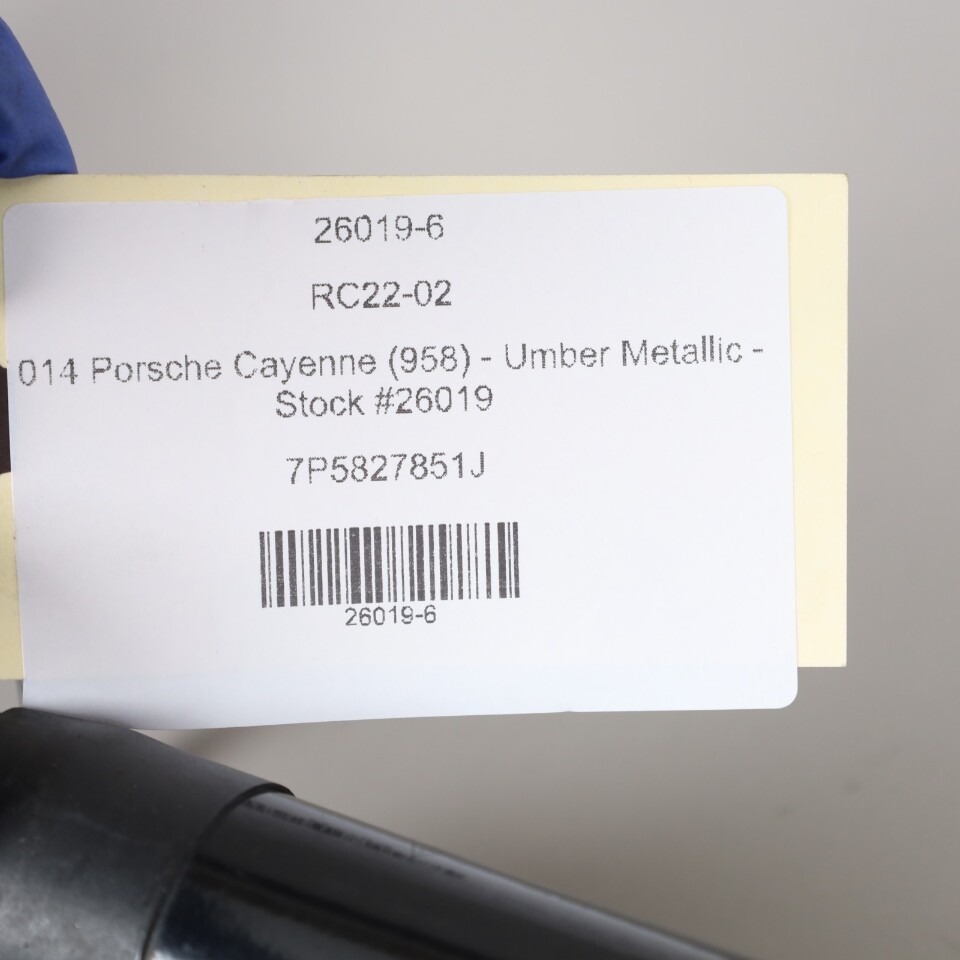 26019-6
RC22-02
014 Porsche Cayenne (958) - Umber Metallic -
Stock #26019
7P5827851J
26019-6